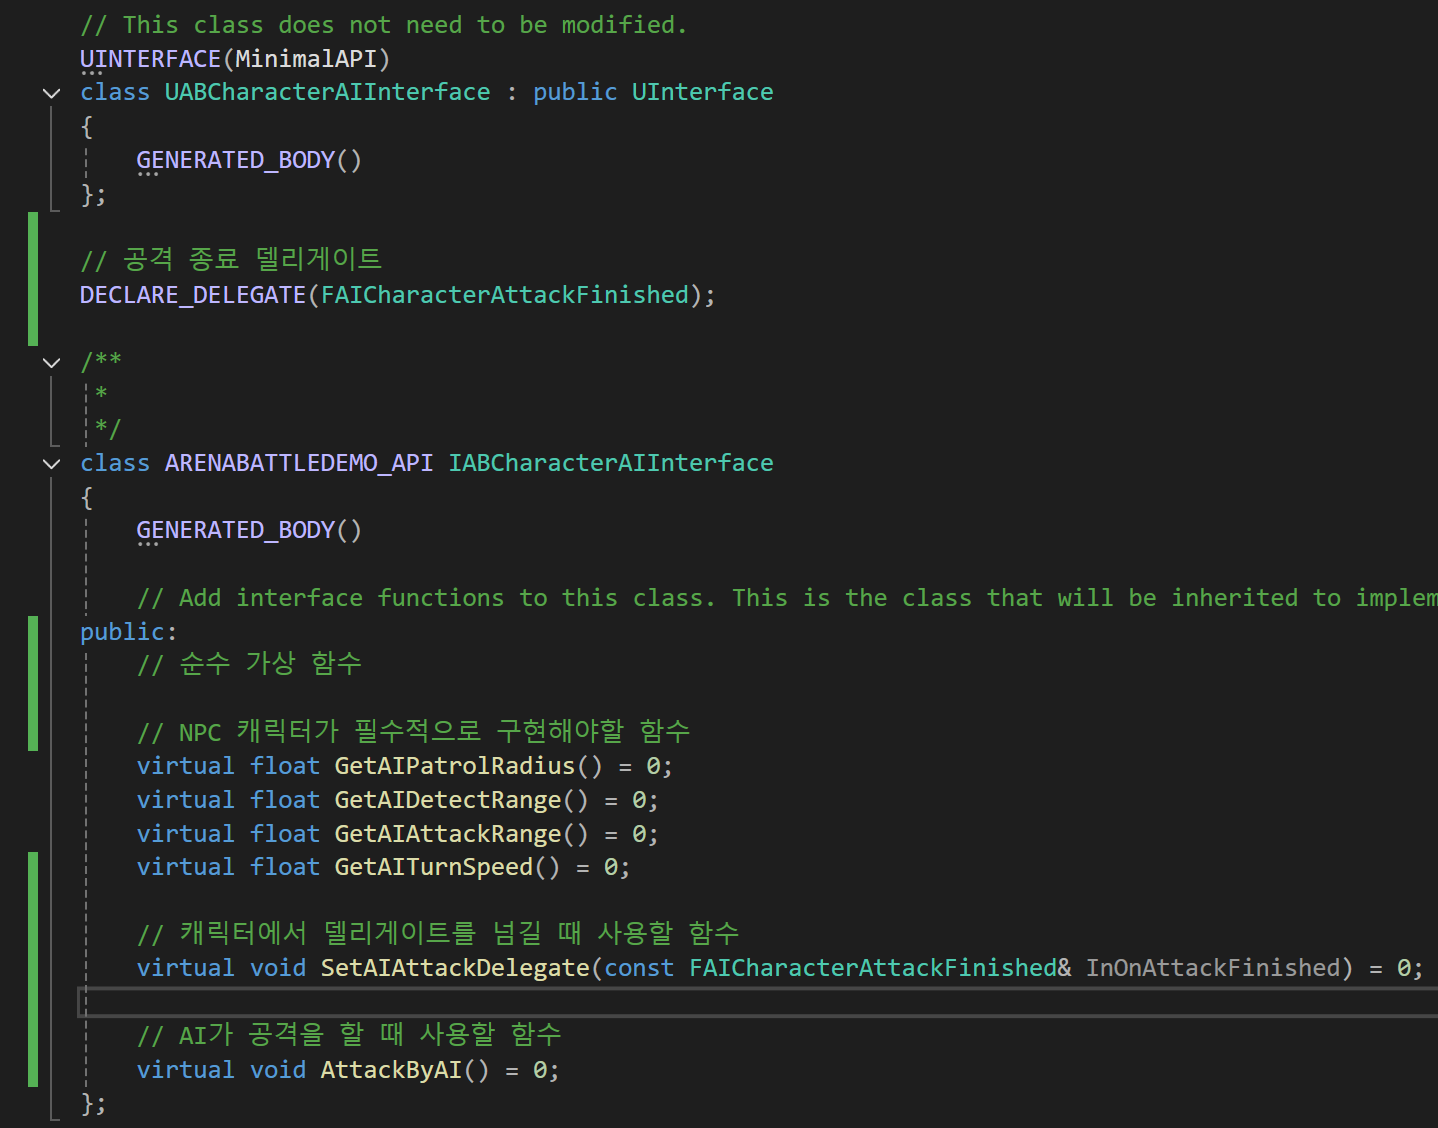 // This class does not need to be modified.
UINTERFACE(MinimalAPI)
class UABCharacterAIInterface : public UInterface
{
    GENERATED_BODY()
};

// 공격 종료 델리게이트
DECLARE_DELEGATE(FAICharacterAttackFinished);

/**
 *
 */
class ARENABATTLEDEMO_API IABCharacterAIInterface
{
    GENERATED_BODY()

    // Add interface functions to this class. This is the class that will be inherited to implem
public:
    // 순수 가상 함수

    // NPC 캐릭터가 필수적으로 구현해야할 함수
    virtual float GetAIPatrolRadius() = 0;
    virtual float GetAIDetectRange() = 0;
    virtual float GetAIAttackRange() = 0;
    virtual float GetAITurnSpeed() = 0;

    // 캐릭터에서 델리게이트를 넘길 때 사용할 함수
    virtual void SetAIAttackDelegate(const FAICharacterAttackFinished& InOnAttackFinished) = 0;

    // AI가 공격을 할 때 사용할 함수
    virtual void AttackByAI() = 0;
};